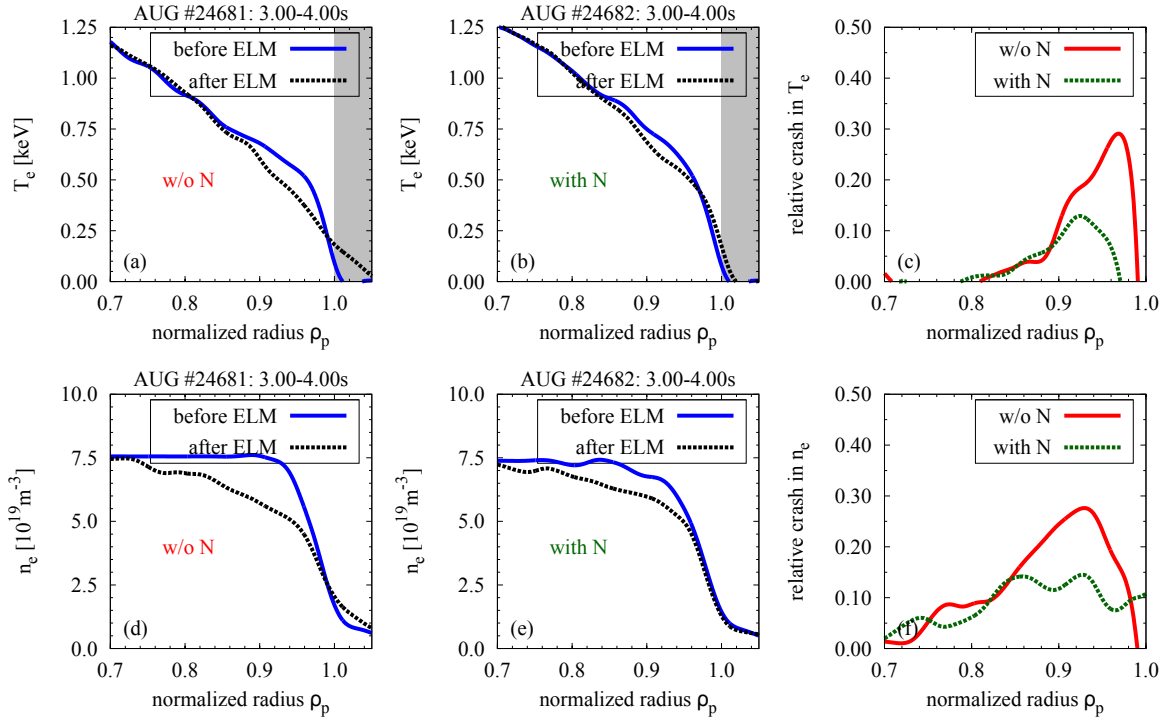 AUG #24681: 3.00-4.00s
T_e [keV]
1.25
1.00
0.75
0.50
0.25
0.00
before ELM
after ELM
w/o N
(a)
0.7 0.8 0.9 1.0
normalized radius ρ_p
AUG #24682: 3.00-4.00s
T_e [keV]
1.25
1.00
0.75
0.50
0.25
0.00
before ELM
after ELM
with N
(b)
0.7 0.8 0.9 1.0
normalized radius ρ_p
relative crash in T_e
0.50
0.40
0.30
0.20
0.10
0.00
w/o N
with N
(c)
0.7 0.8 0.9 1.0
normalized radius ρ_p
AUG #24681: 3.00-4.00s
n_e [10^19 m^-3]
10.0
7.5
5.0
2.5
0.0
before ELM
after ELM
w/o N
(d)
0.7 0.8 0.9 1.0
normalized radius ρ_p
AUG #24682: 3.00-4.00s
n_e [10^19 m^-3]
10.0
7.5
5.0
2.5
0.0
before ELM
after ELM
with N
(e)
0.7 0.8 0.9 1.0
normalized radius ρ_p
relative crash in n_e
0.50
0.40
0.30
0.20
0.10
0.00
w/o N
with N
(f)
0.7 0.8 0.9 1.0
normalized radius ρ_p